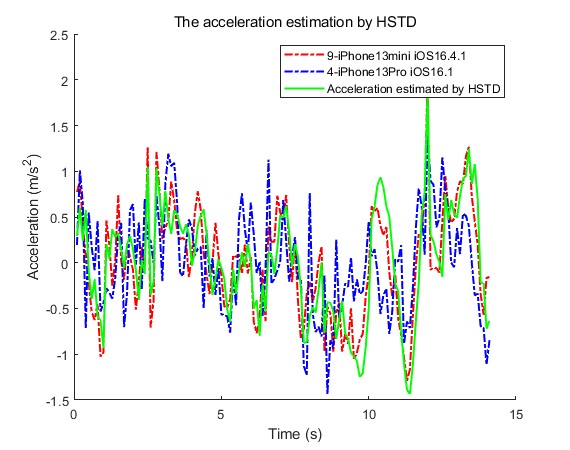 The acceleration estimation by HSTD
9-iPhone13mini iOS16.4.1
4-iPhone13Pro iOS16.1
Acceleration estimated by HSTD
Acceleration (m/s²)
2.5
2
1.5
1
0.5
0
-0.5
-1
-1.5
0
5
10
15
Time (s)